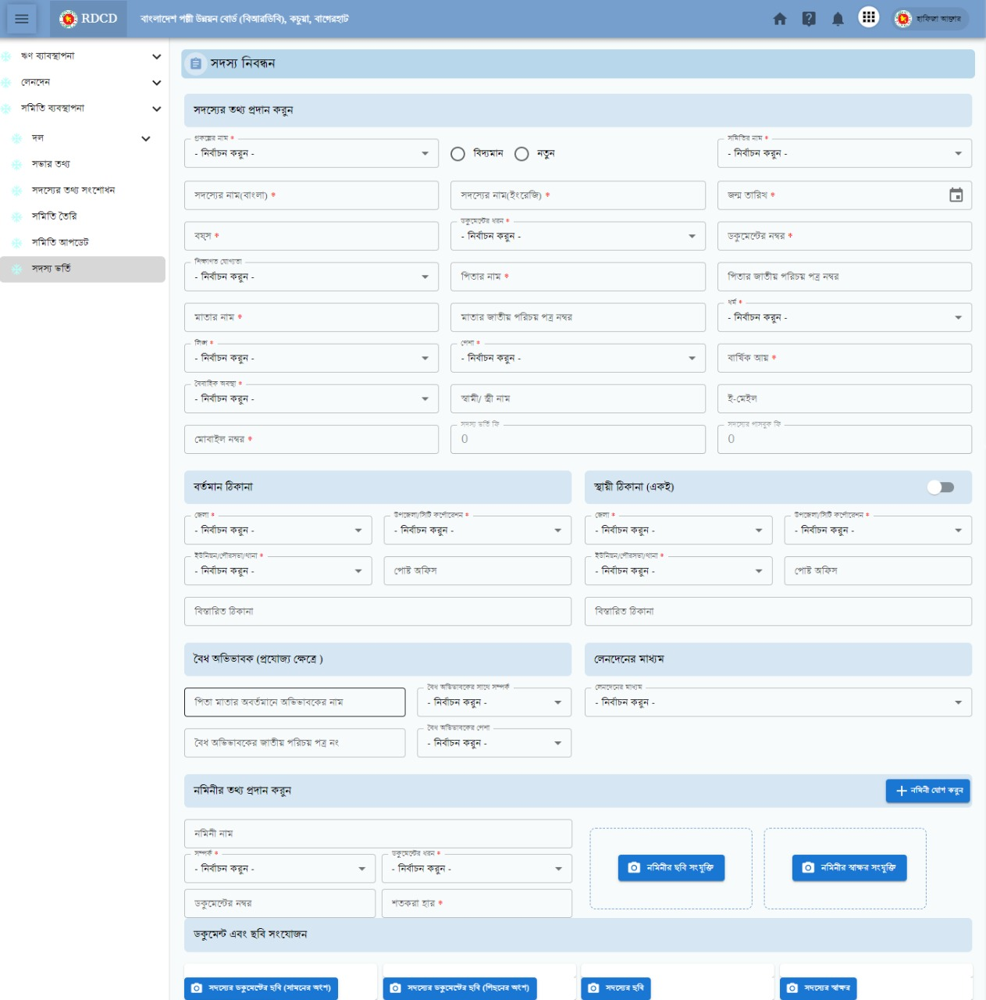 RDCD বাংলাদেশ পল্লী উন্নয়ন বোর্ড (বিআরডিবি), কচুয়া, বাগেরহাট হাফিজা আক্তার
ঋণ ব্যাবস্থাপনা
লেনদেন
সমিতি ব্যবস্থাপনা
দল
সভার তথ্য
সদস্যের তথ্য সংশোধন
সমিতি তৈরি
সমিতি আপডেট
সদস্য ভর্তি
সদস্য নিবন্ধন
সদস্যের তথ্য প্রদান করুন
প্রকল্পের নাম * সমিতির নাম *
- নির্বাচন করুন - বিদ্যমান নতুন - নির্বাচন করুন -
সদস্যের নাম(বাংলা) * সদস্যের নাম(ইংরেজি) * জন্ম তারিখ *
ডকুমেন্টের ধরন *
বয়স * - নির্বাচন করুন - ডকুমেন্টের নম্বর *
শিক্ষাগত যোগ্যতা
- নির্বাচন করুন - পিতার নাম * পিতার জাতীয় পরিচয় পত্র নম্বর
ধর্ম *
মাতার নাম * মাতার জাতীয় পরিচয় পত্র নম্বর - নির্বাচন করুন -
লিঙ্গ * পেশা *
- নির্বাচন করুন - - নির্বাচন করুন - বার্ষিক আয় *
বৈবাহিক অবস্থা *
- নির্বাচন করুন - স্বামী/ স্ত্রী নাম ই-মেইল
সদস্য ভর্তি ফি সদস্যের পাসবুক ফি
মোবাইল নম্বর * 0 0
বর্তমান ঠিকানা স্থায়ী ঠিকানা (একই)
জেলা * উপজেলা/সিটি কর্পোরেশন * জেলা * উপজেলা/সিটি কর্পোরেশন *
- নির্বাচন করুন - - নির্বাচন করুন - - নির্বাচন করুন - - নির্বাচন করুন -
ইউনিয়ন/পৌরসভা/থানা * ইউনিয়ন/পৌরসভা/থানা *
- নির্বাচন করুন - পোষ্ট অফিস - নির্বাচন করুন - পোষ্ট অফিস
বিস্তারিত ঠিকানা বিস্তারিত ঠিকানা
বৈধ অভিভাবক (প্রযোজ্য ক্ষেত্রে ) লেনদেনের মাধ্যম
বৈধ অভিভাবকের সাথে সম্পর্ক লেনদেনের মাধ্যম
পিতা মাতার অবর্তমানে অভিভাবকের নাম - নির্বাচন করুন - - নির্বাচন করুন -
বৈধ অভিভাবকের পেশা
বৈধ অভিভাবকের জাতীয় পরিচয় পত্র নং - নির্বাচন করুন -
নমিনীর তথ্য প্রদান করুন নমিনী যোগ করুন
নমিনী নাম
সম্পর্ক * ডকুমেন্টের ধরন *
- নির্বাচন করুন - - নির্বাচন করুন - নমিনীর ছবি সংযুক্তি নমিনীর স্বাক্ষর সংযুক্তি
ডকুমেন্টের নম্বর শতকরা হার *
ডকুমেন্ট এবং ছবি সংযোজন
সদস্যের ডকুমেন্টের ছবি (সামনের অংশ) সদস্যের ডকুমেন্টের ছবি (পিছনের অংশ) সদস্যের ছবি সদস্যের স্বাক্ষর